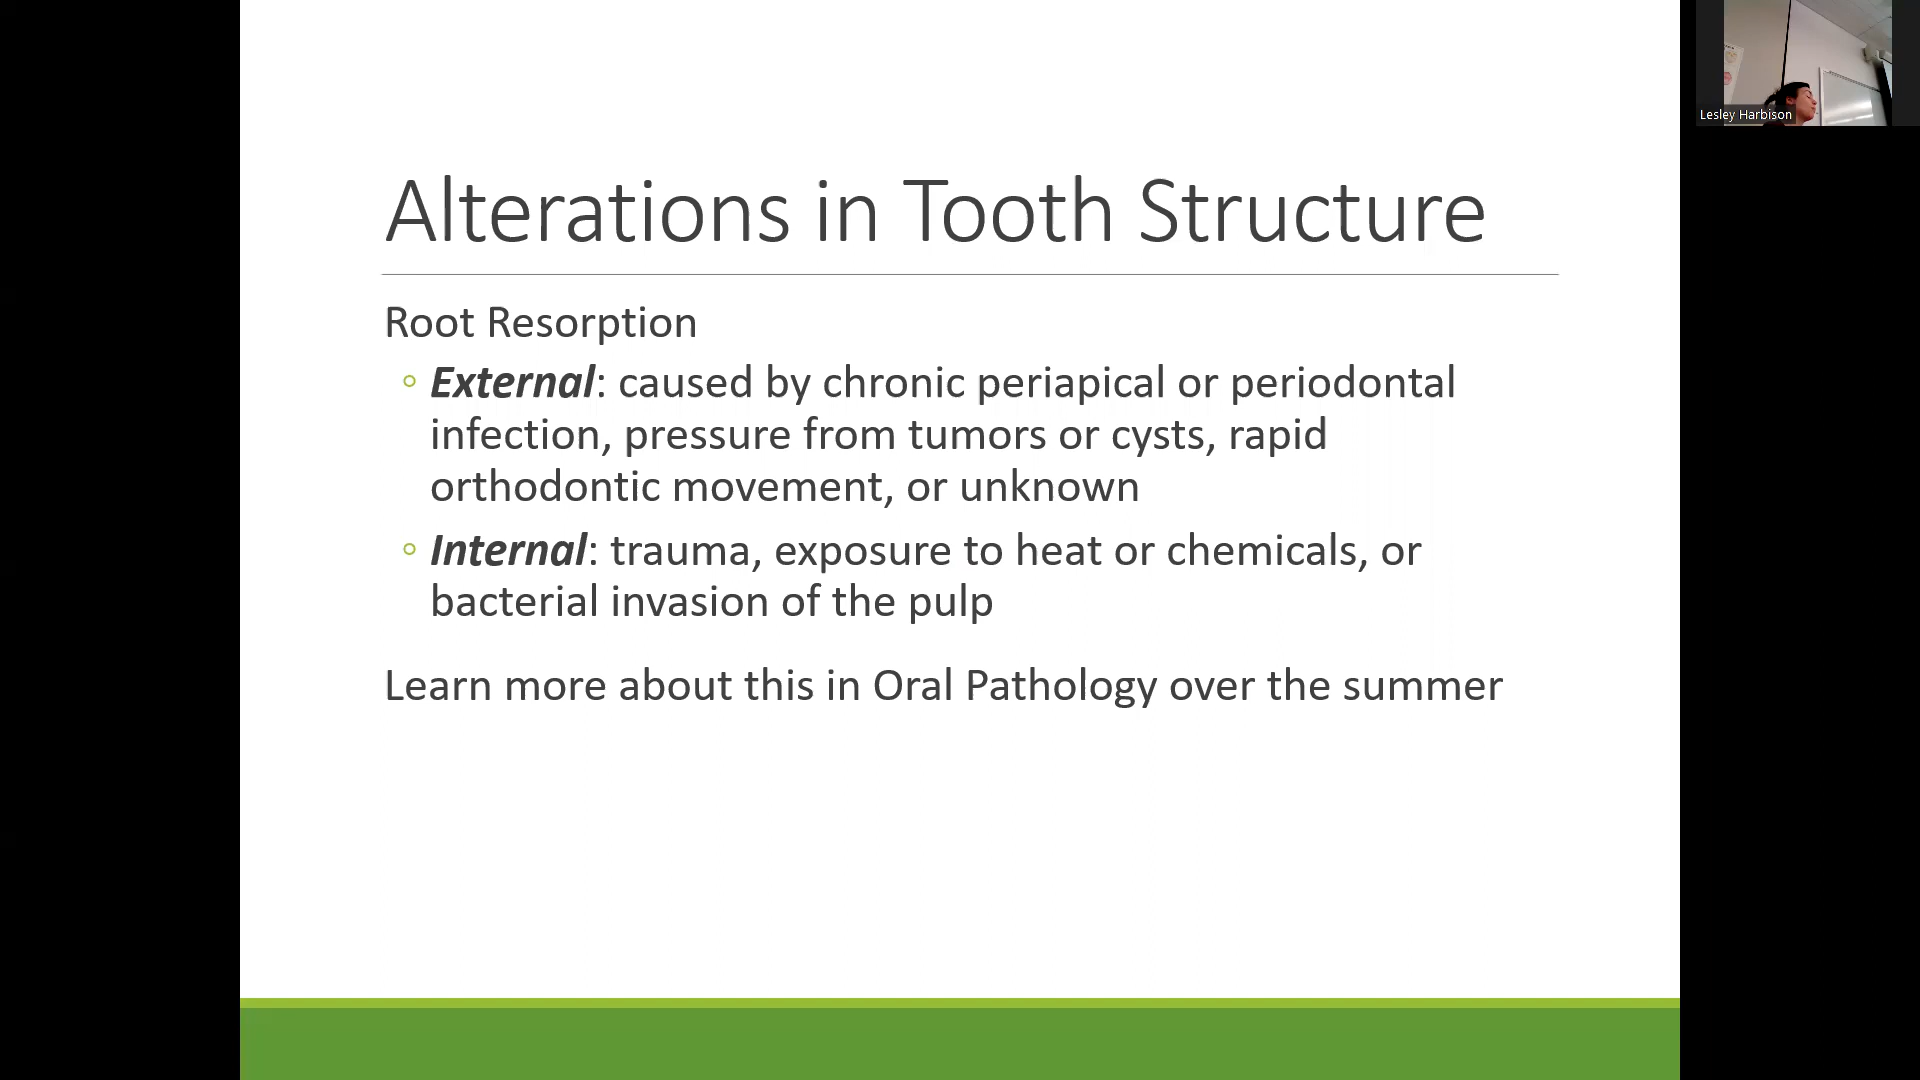 Alterations in Tooth Structure
Root Resorption
◦ External: caused by chronic periapical or periodontal
infection, pressure from tumors or cysts, rapid
orthodontic movement, or unknown
◦ Internal: trauma, exposure to heat or chemicals, or
bacterial invasion of the pulp
Learn more about this in Oral Pathology over the summer
Lesley Harbison